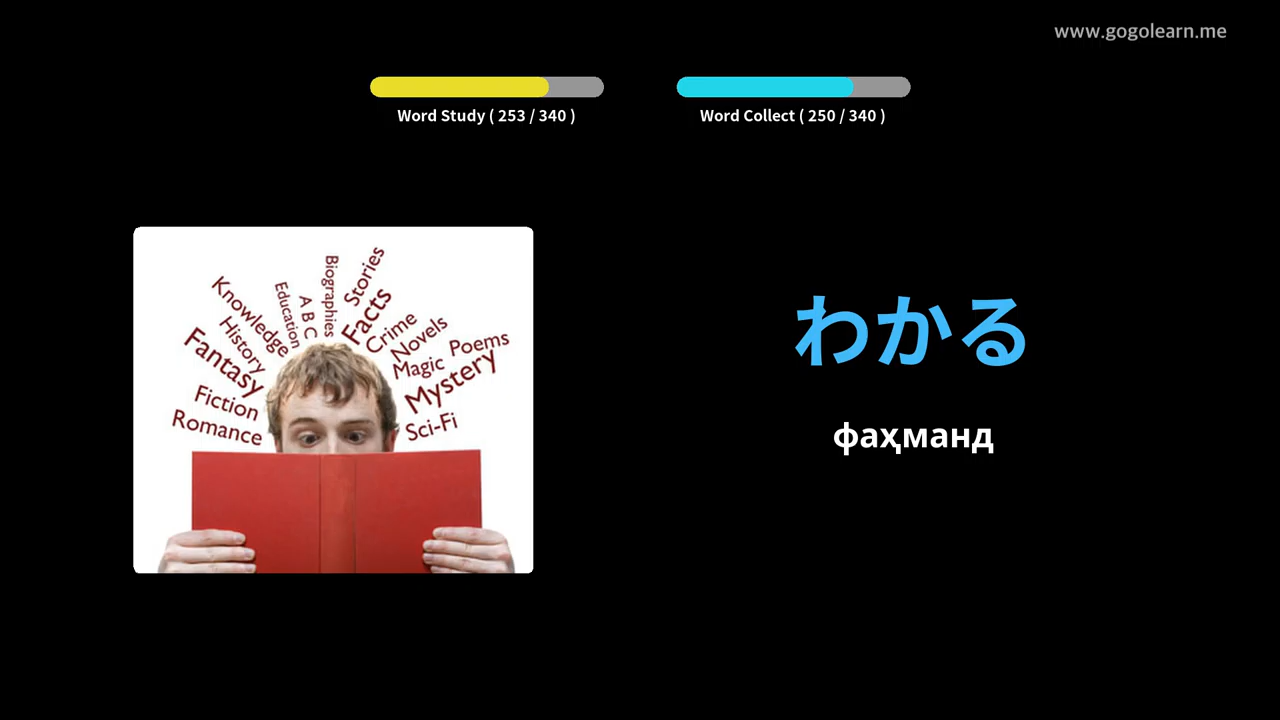 www.gogolearn.me
Word Study ( 253 / 340 )
Word Collect ( 250 / 340 )
Biographies
Stories
Education
A B C
Facts
Knowledge
Crime
History
Novels
Fantasy
Magic
Poems
Mystery
Fiction
Romance
Sci-Fi
わかる
фаҳманд